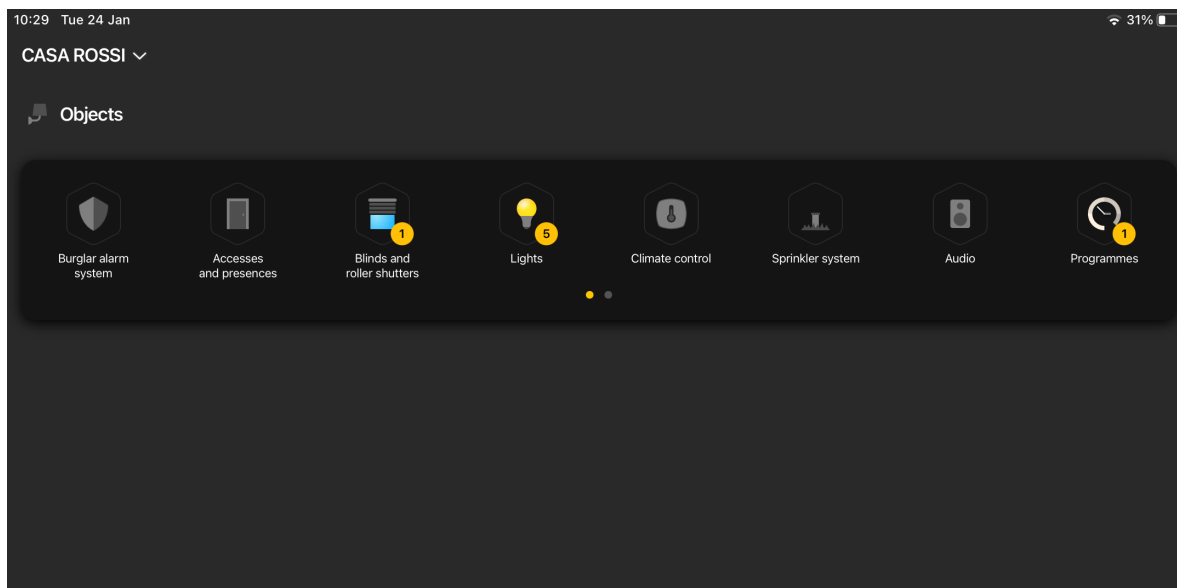 10:29 Tue 24 Jan
31%
CASA ROSSI
Objects
1
5
1
Burglar alarm
system
Accesses
and presences
Blinds and
roller shutters
Lights
Climate control
Sprinkler system
Audio
Programmes